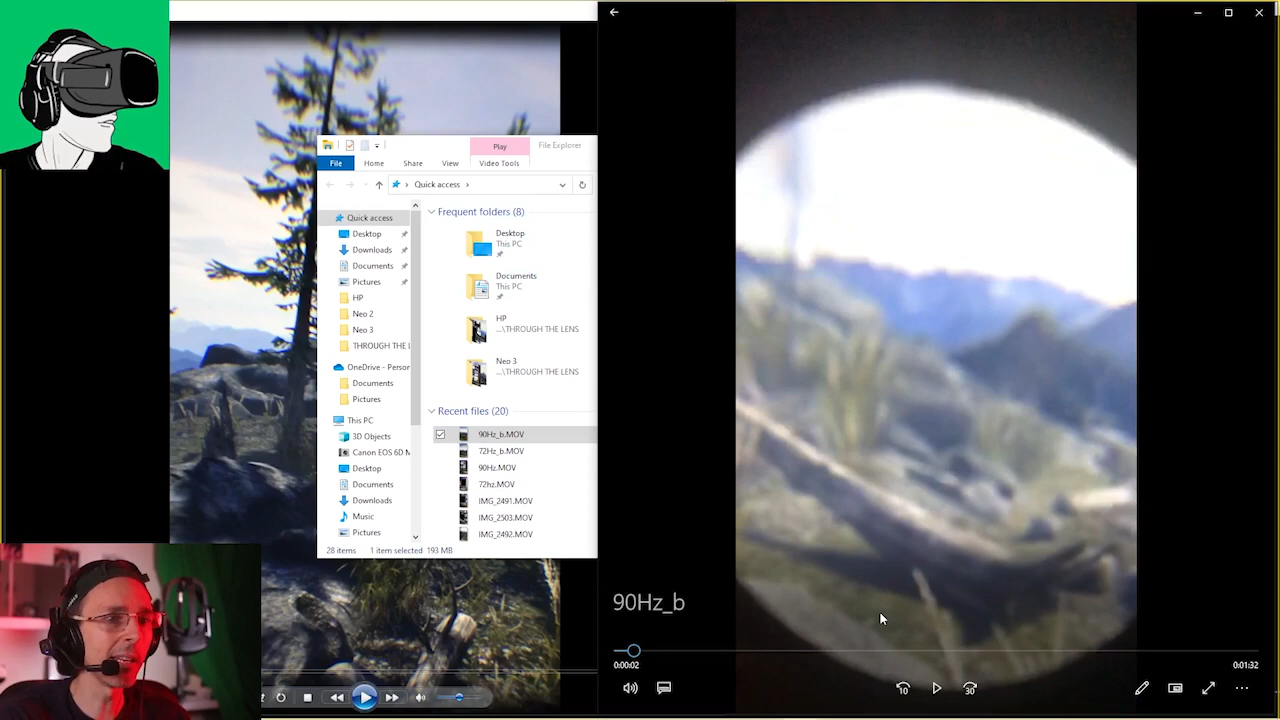 Play
File Explorer
File
Home
Share
View
Video Tools
Quick access
Quick access
Desktop
Downloads
Documents
Pictures
HP
Neo 2
Neo 3
THROUGH THE L
OneDrive - Person
Documents
Pictures
This PC
3D Objects
Canon EOS 6D M
Desktop
Documents
Downloads
Music
Pictures
Frequent folders (8)
Desktop
This PC
Documents
This PC
HP
...\THROUGH THE LENS
Neo 3
...\THROUGH THE LENS
Recent files (20)
90Hz_b.MOV
72Hz_b.MOV
90Hz.MOV
72hz.MOV
IMG_2491.MOV
IMG_2503.MOV
IMG_2492.MOV
28 items
1 item selected 193 MB
90Hz_b
0:00:02
0:01:32
10
30